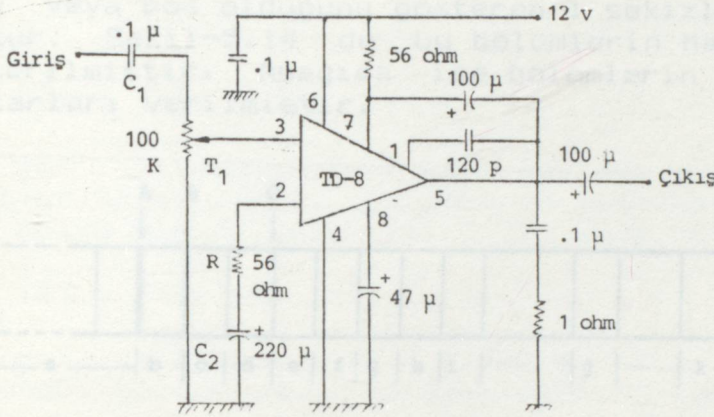 12 v
.1 µ
Giriş
C1
.1 µ
56 ohm
100 µ
6
7
3
1
120 p
100 µ
100
K
T1
TD-8
5
Çıkış
2
8
4
R
56
ohm
+
47 µ
.1 µ
1 ohm
C2
+
220 µ